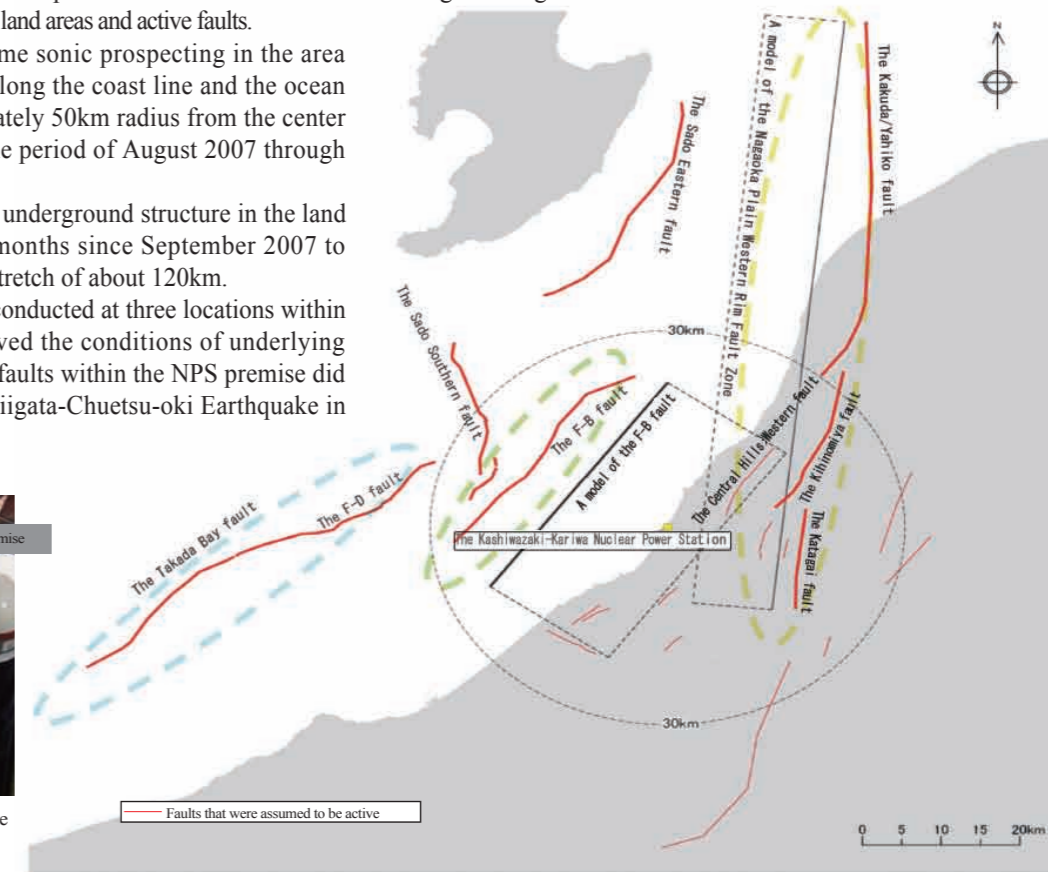 land areas and active faults.
me sonic prospecting in the area
long the coast line and the ocean
ately 50km radius from the center
e period of August 2007 through
underground structure in the land
months since September 2007 to
tretch of about 120km.
conducted at three locations within
ved the conditions of underlying
faults within the NPS premise did
iigata-Chuetsu-oki Earthquake in
mise
e
N
A model of the Nagaoka Plain Western Rim Fault Zone
The Kakuda/Yahiko fault
The Sado Eastern fault
The Sado Southern fault
30km
The F-B fault
A model of the F-B fault
The Central Hills Western fault
The Kihinomiya fault
The Katagai fault
The Takada Bay fault
The F-D fault
The Kashiwazaki-Kariwa Nuclear Power Station
30km
Faults that were assumed to be active
0 5 10 15 20km